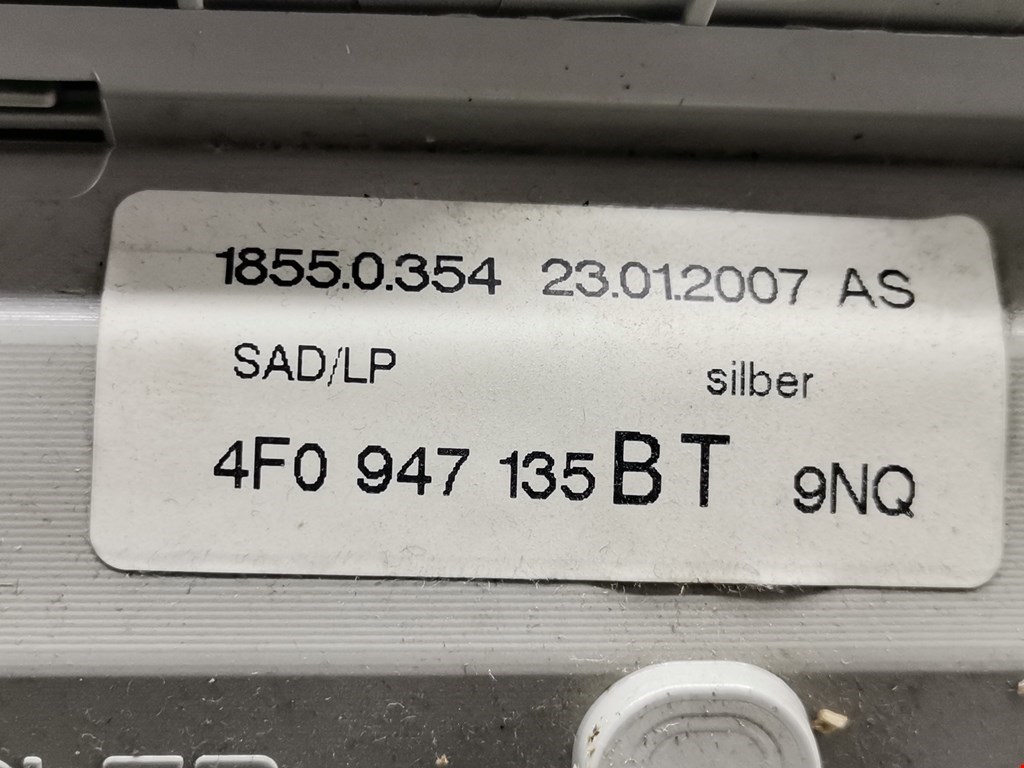 1855.0.354 23.01.2007 AS
SAD/LP silber
4F0 947 135 BT 9NQ